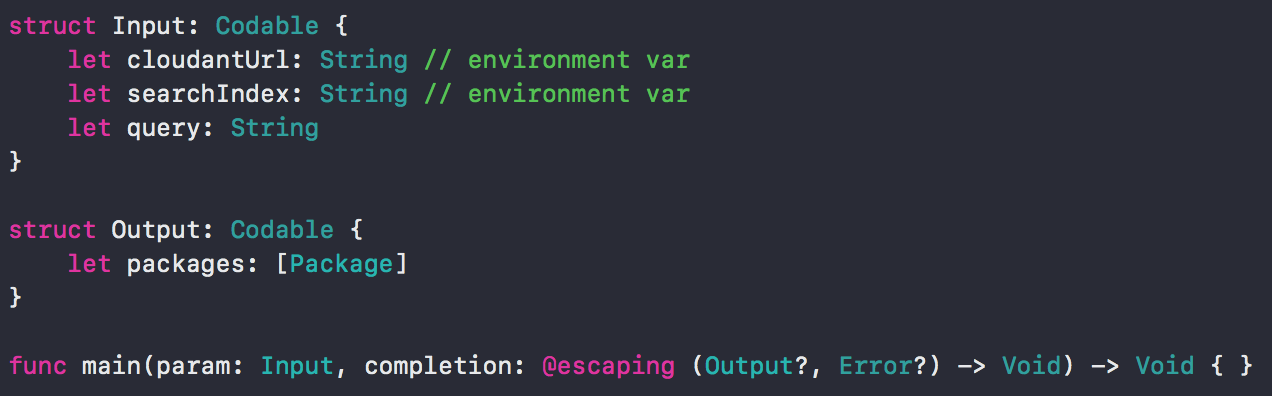 struct Input: Codable {
    let cloudantUrl: String // environment var
    let searchIndex: String // environment var
    let query: String
}

struct Output: Codable {
    let packages: [Package]
}

func main(param: Input, completion: @escaping (Output?, Error?) -> Void) -> Void { }